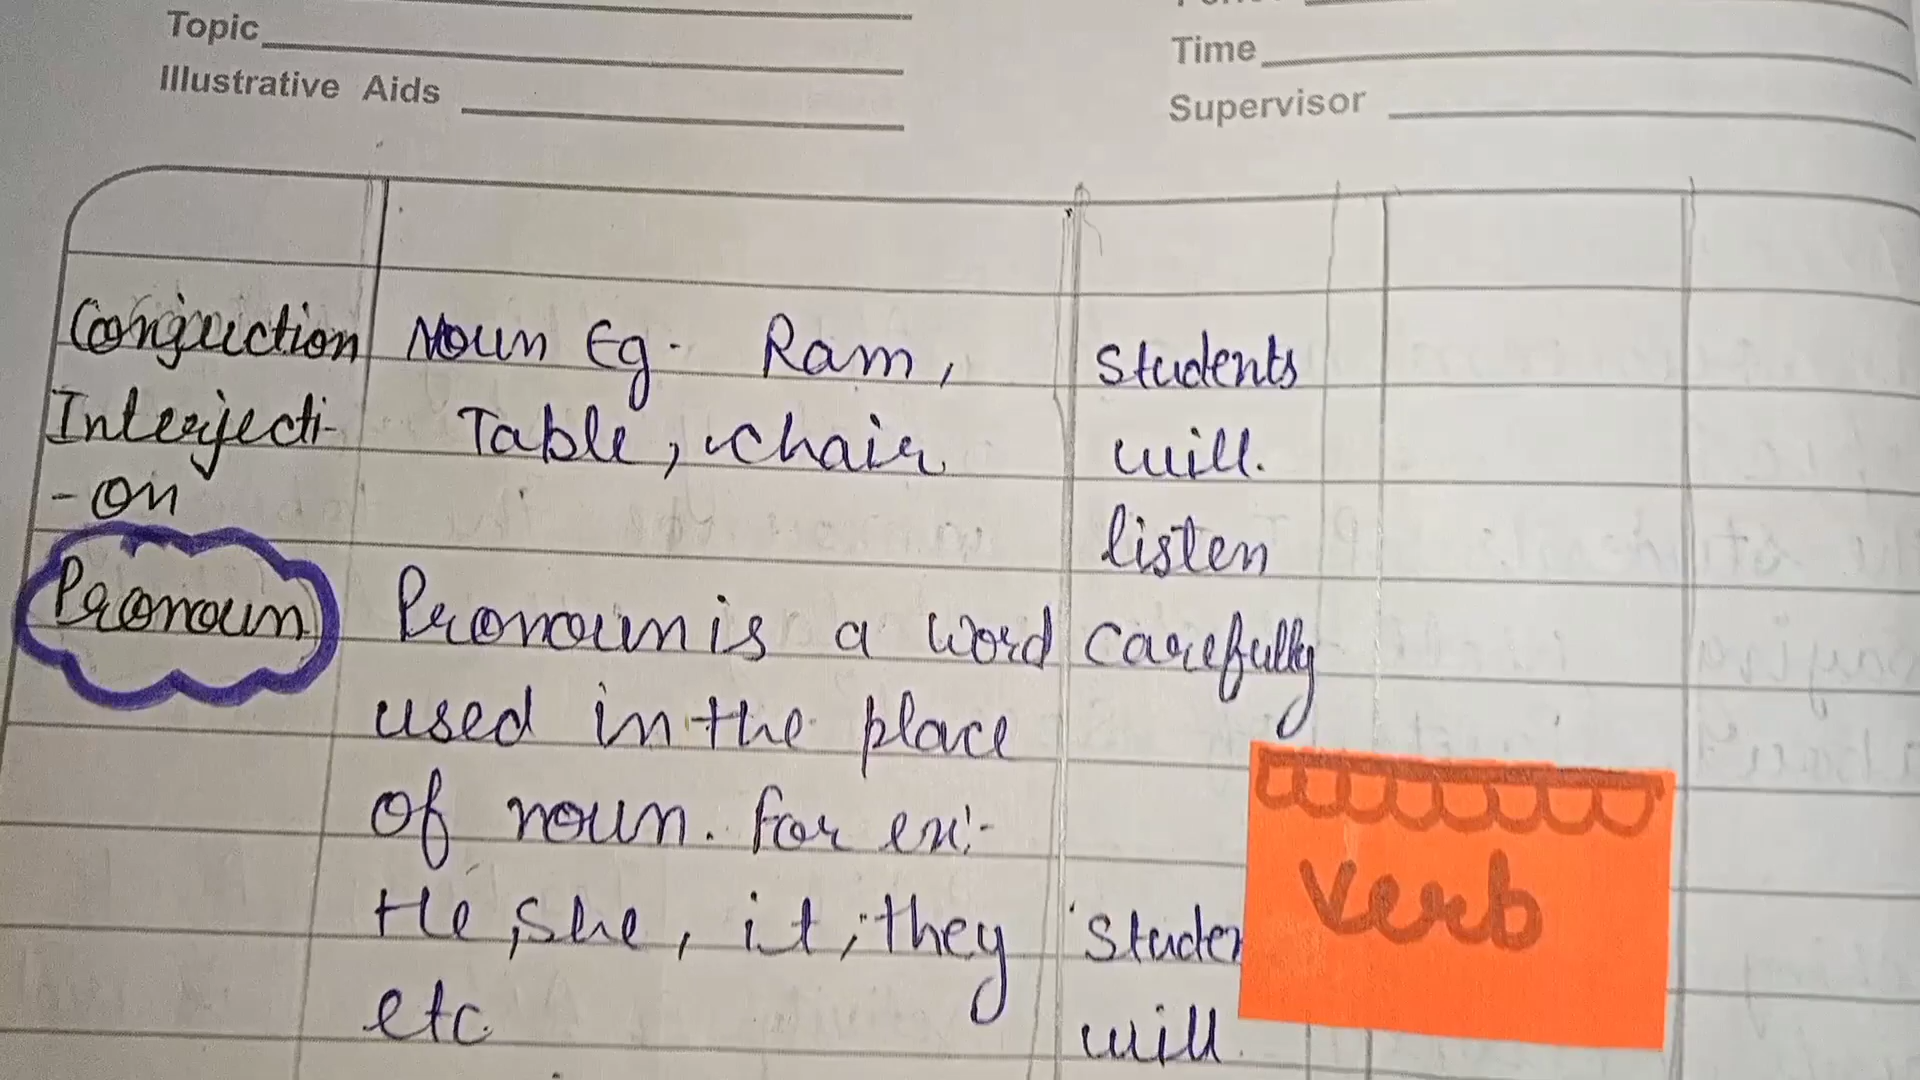 Topic
Illustrative Aids
Time
Supervisor
Conjuction
Interjecti-
-on
Pronoun
Noun Eg. Ram,
Table, chair
Pronoun is a word
used in the place
of noun. For ex:-
He, she, it, they
etc
Students
will.
listen
carefully
Studen
will.
verb